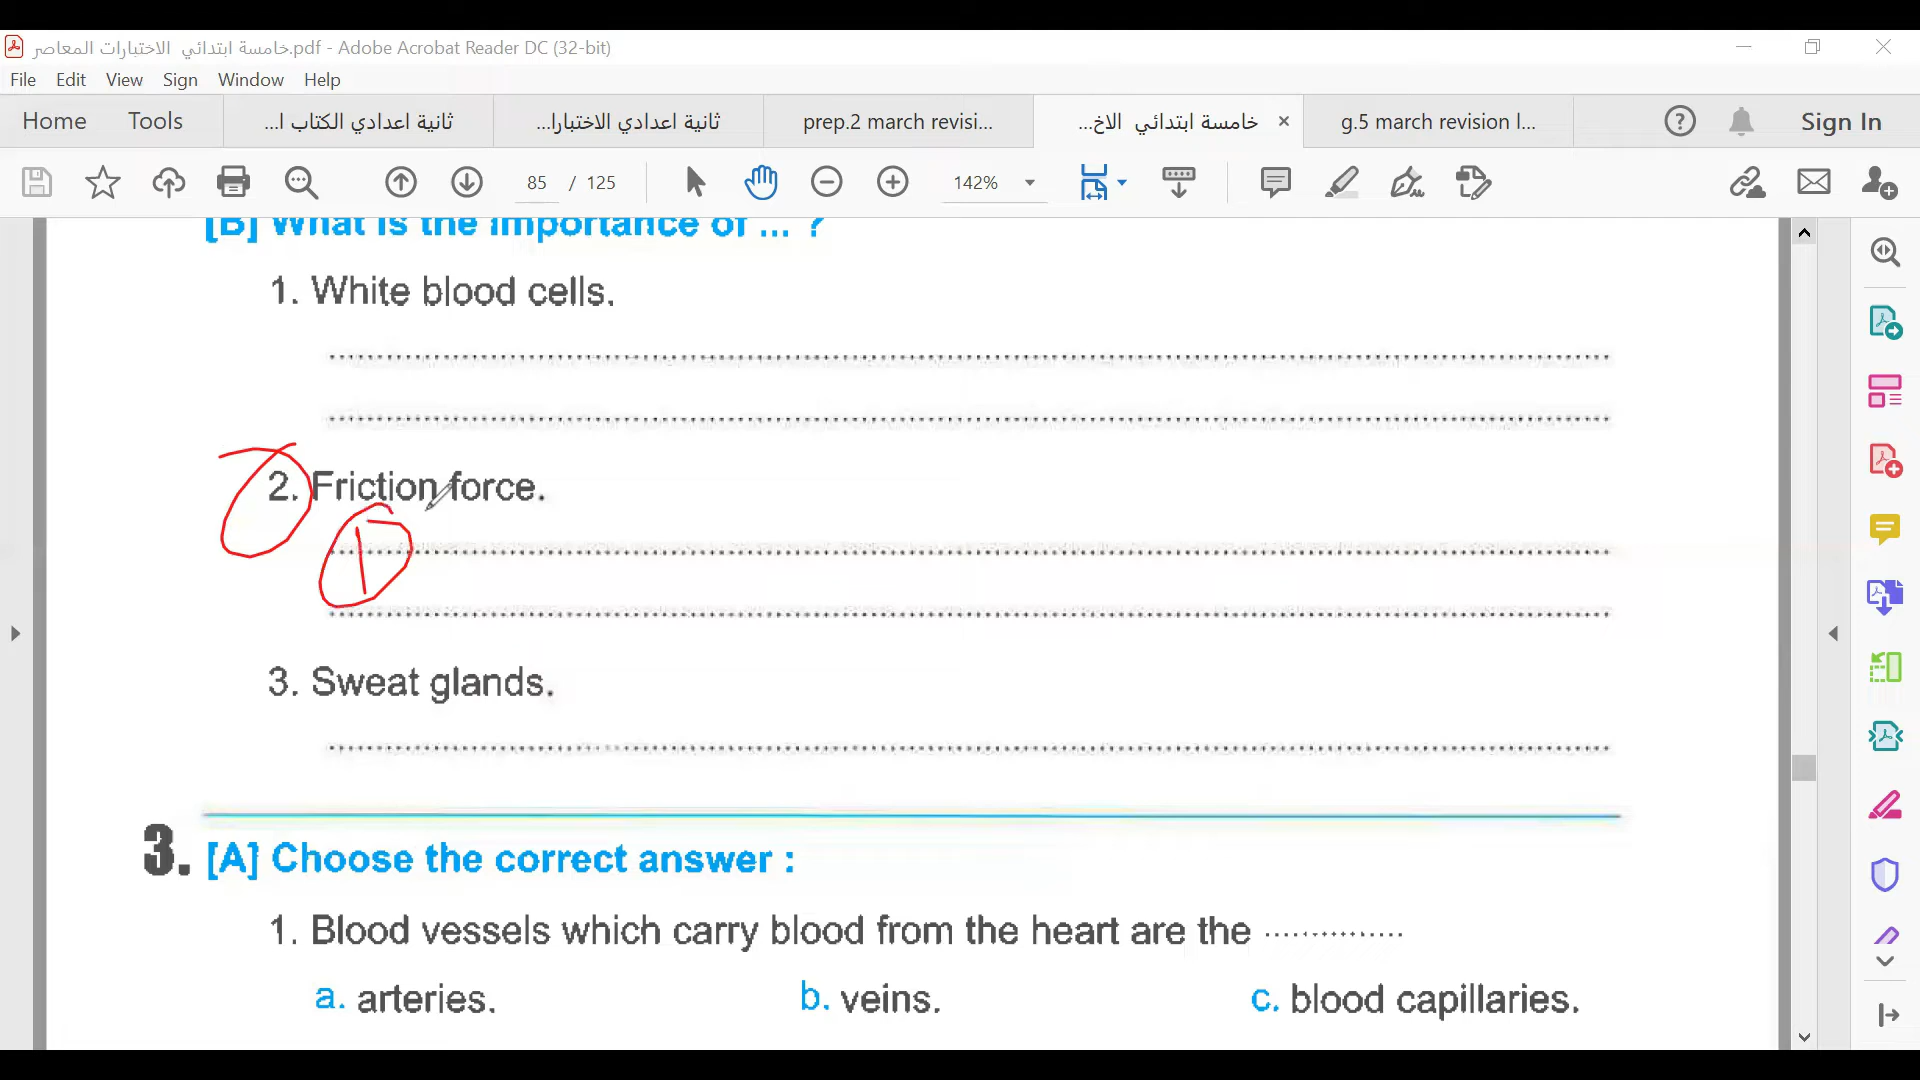 خامسة ابتدائي الاختبارات المعاصر.pdf - Adobe Acrobat Reader DC (32-bit)
File Edit View Sign Window Help
Home Tools ثانية اعدادي الكتاب ا... ثانية اعدادي الاختبارا... prep.2 march revisi... خامسة ابتدائي الاخ... × g.5 march revision l... Sign In
85 / 125 142%
[B] What is the importance of ... ?
1. White blood cells.
2. Friction force.
1
3. Sweat glands.
3. [A] Choose the correct answer :
1. Blood vessels which carry blood from the heart are the ..............
a. arteries. b. veins. c. blood capillaries.